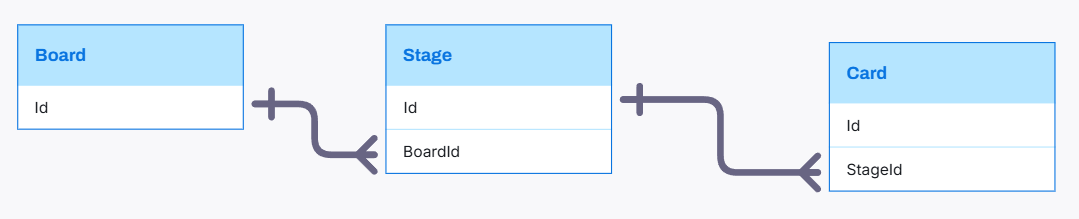 Board
Id
Stage
Id
BoardId
Card
Id
StageId